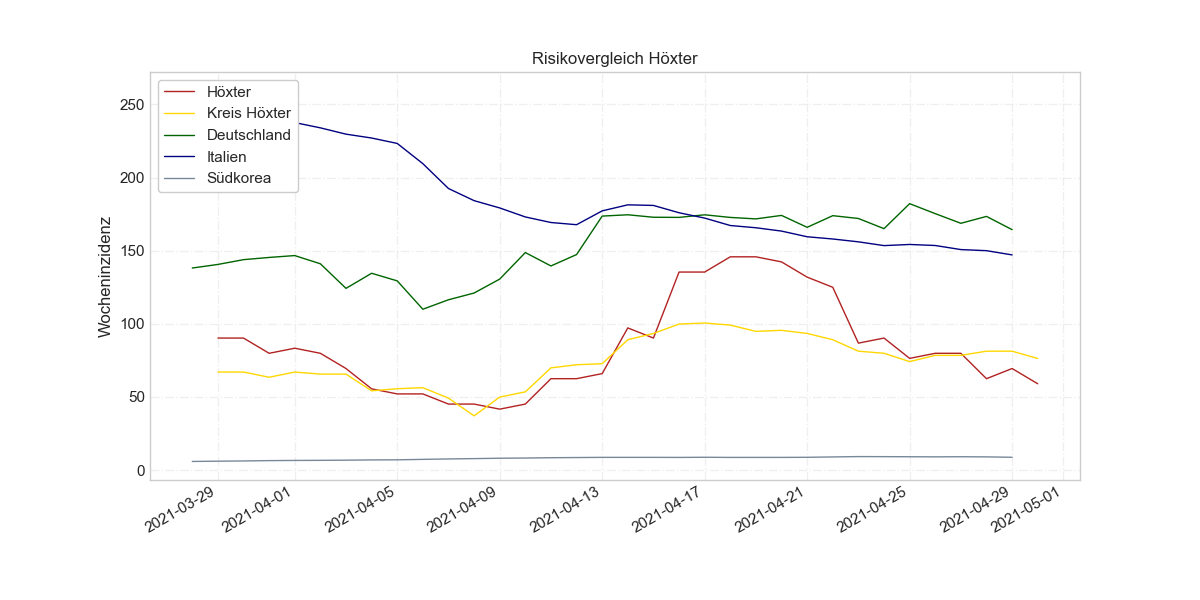 Risikovergleich Höxter
Höxter
Kreis Höxter
Deutschland
Italien
Südkorea
Wocheninzidenz
250
200
150
100
50
0
2021-03-29
2021-04-01
2021-04-05
2021-04-09
2021-04-13
2021-04-17
2021-04-21
2021-04-25
2021-04-29
2021-05-01